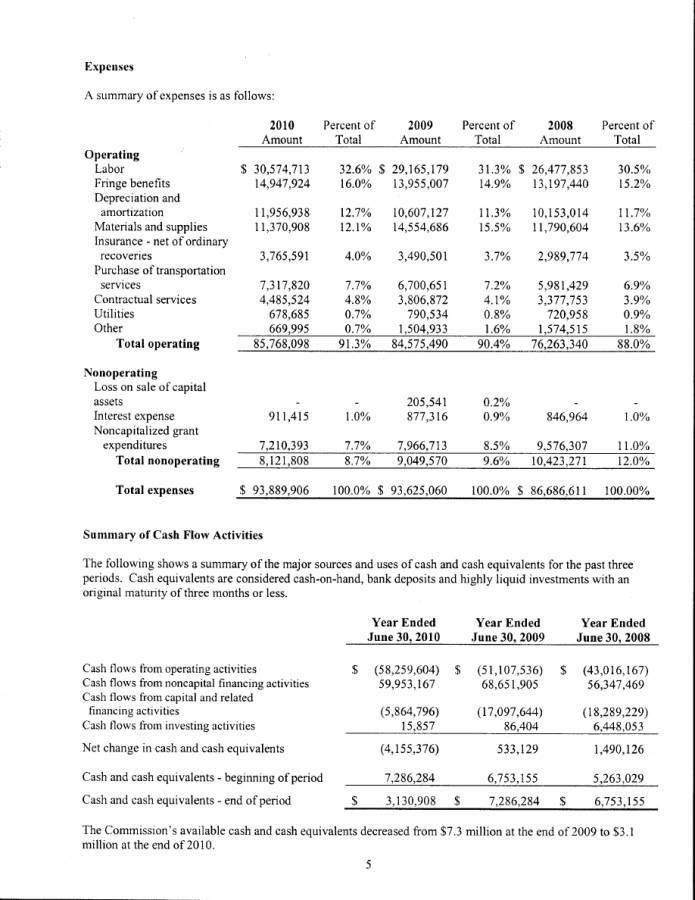 Expenses
A summary of expenses is as follows:
2010 Percent of 2009 Percent of 2008 Percent of
Amount Total Amount Total Amount Total
Operating
Labor $ 30,574,713 32.6% $ 29,165,179 31.3% $ 26,477,853 30.5%
Fringe benefits 14,947,924 16.0% 13,955,007 14.9% 13,197,440 15.2%
Depreciation and
amortization 11,956,938 12.7% 10,607,127 11.3% 10,153,014 11.7%
Materials and supplies 11,370,908 12.1% 14,554,686 15.5% 11,790,604 13.6%
Insurance - net of ordinary
recoveries 3,765,591 4.0% 3,490,501 3.7% 2,989,774 3.5%
Purchase of transportation
services 7,317,820 7.7% 6,700,651 7.2% 5,981,429 6.9%
Contractual services 4,485,524 4.8% 3,806,872 4.1% 3,377,753 3.9%
Utilities 678,685 0.7% 790,534 0.8% 720,958 0.9%
Other 669,995 0.7% 1,504,933 1.6% 1,574,515 1.8%
Total operating 85,768,098 91.3% 84,575,490 90.4% 76,263,340 88.0%
Nonoperating
Loss on sale of capital
assets - - 205,541 0.2% - -
Interest expense 911,415 1.0% 877,316 0.9% 846,964 1.0%
Noncapitalized grant
expenditures 7,210,393 7.7% 7,966,713 8.5% 9,576,307 11.0%
Total nonoperating 8,121,808 8.7% 9,049,570 9.6% 10,423,271 12.0%
Total expenses $ 93,889,906 100.0% $ 93,625,060 100.0% $ 86,686,611 100.00%
Summary of Cash Flow Activities
The following shows a summary of the major sources and uses of cash and cash equivalents for the past three
periods. Cash equivalents are considered cash-on-hand, bank deposits and highly liquid investments with an
original maturity of three months or less.
Year Ended Year Ended Year Ended
June 30, 2010 June 30, 2009 June 30, 2008
Cash flows from operating activities $ (58,259,604) $ (51,107,536) $ (43,016,167)
Cash flows from noncapital financing activities 59,953,167 68,651,905 56,347,469
Cash flows from capital and related
financing activities (5,864,796) (17,097,644) (18,289,229)
Cash flows from investing activities 15,857 86,404 6,448,053
Net change in cash and cash equivalents (4,155,376) 533,129 1,490,126
Cash and cash equivalents - beginning of period 7,286,284 6,753,155 5,263,029
Cash and cash equivalents - end of period $ 3,130,908 $ 7,286,284 $ 6,753,155
The Commission's available cash and cash equivalents decreased from $7.3 million at the end of 2009 to $3.1
million at the end of 2010.
5